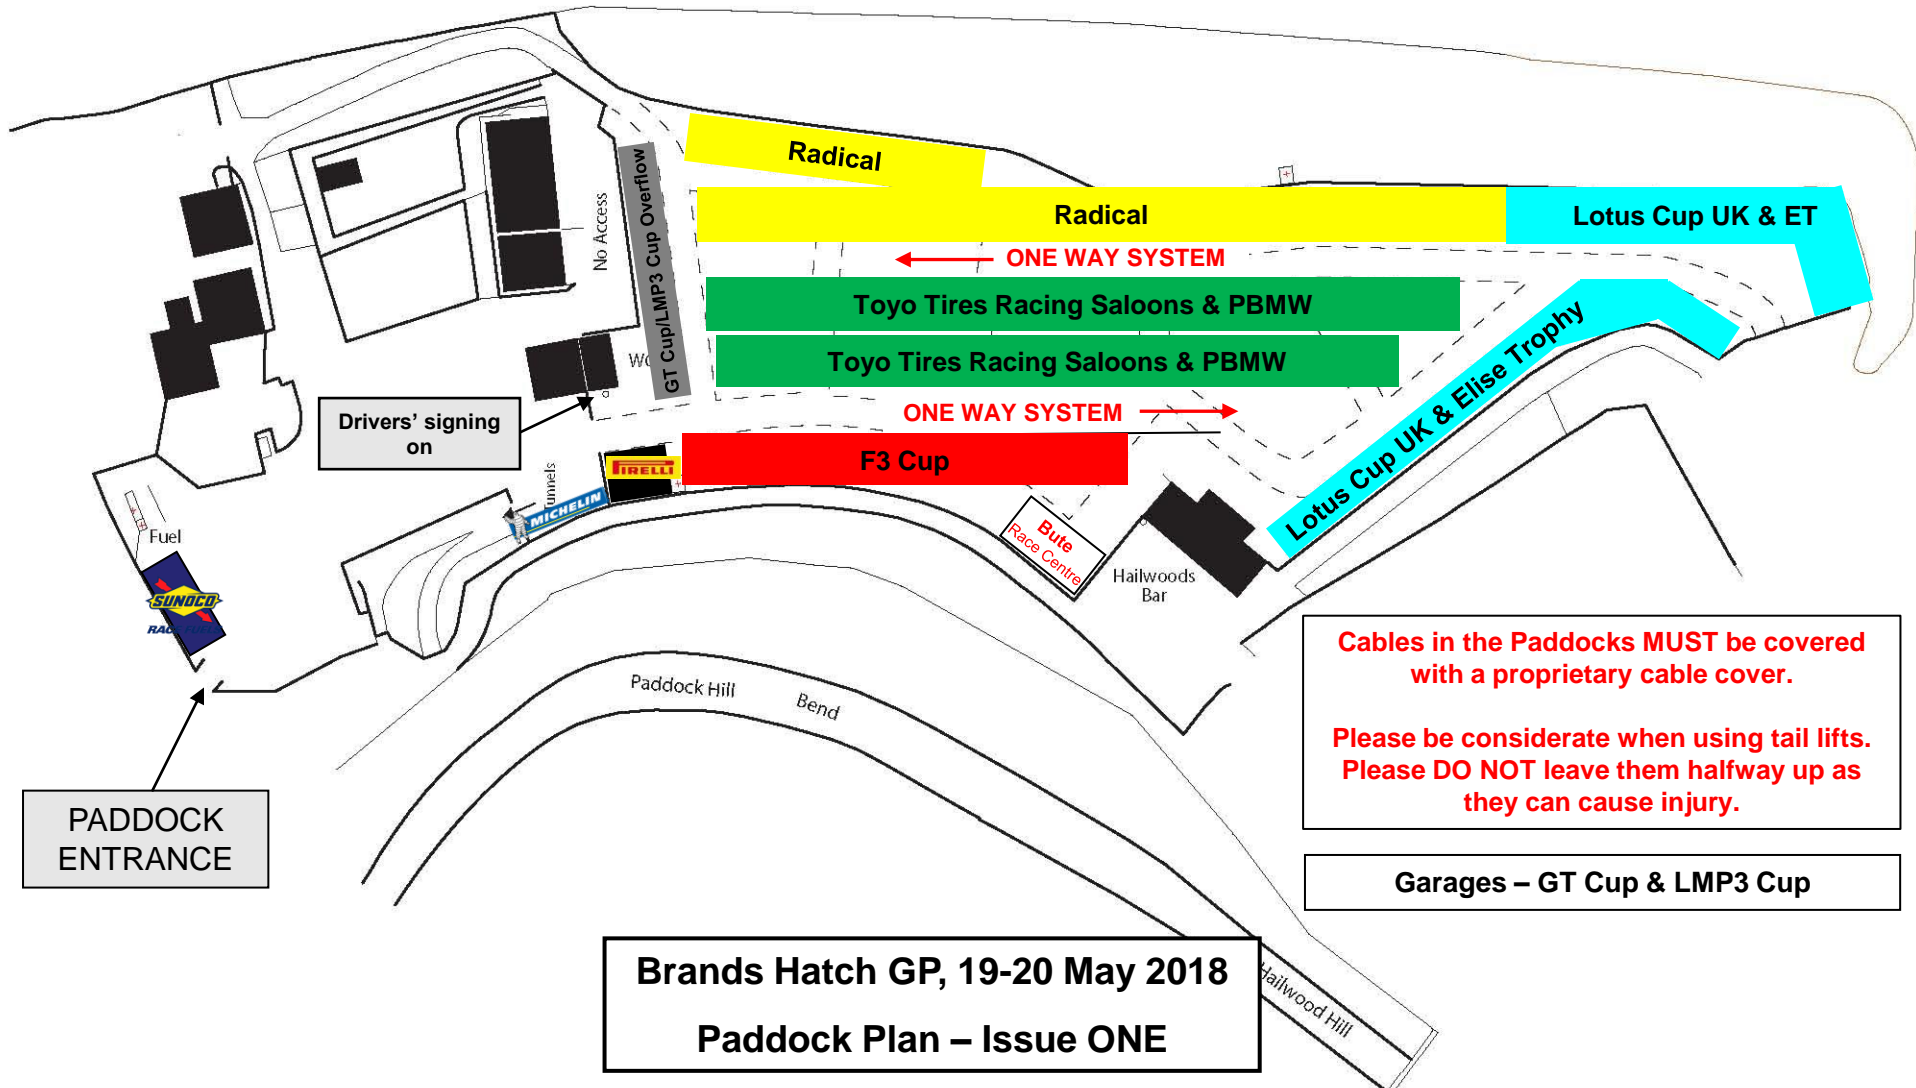 Radical
Radical
Lotus Cup UK & ET
ONE WAY SYSTEM
Toyo Tires Racing Saloons & PBMW
Toyo Tires Racing Saloons & PBMW
ONE WAY SYSTEM
F3 Cup
GT Cup/LMP3 Cup Overflow
No Access
Lotus Cup UK & Elise Trophy
Drivers' signing
on
PIRELLI
MICHELIN
Bute
Race Centre
Hailwoods
Bar
Fuel
SUNOCO
RACE FUELS
Paddock Hill
Bend
PADDOCK
ENTRANCE
Cables in the Paddocks MUST be covered
with a proprietary cable cover.
Please be considerate when using tail lifts.
Please DO NOT leave them halfway up as
they can cause injury.
Garages – GT Cup & LMP3 Cup
Brands Hatch GP, 19-20 May 2018
Paddock Plan – Issue ONE
Hailwood Hill